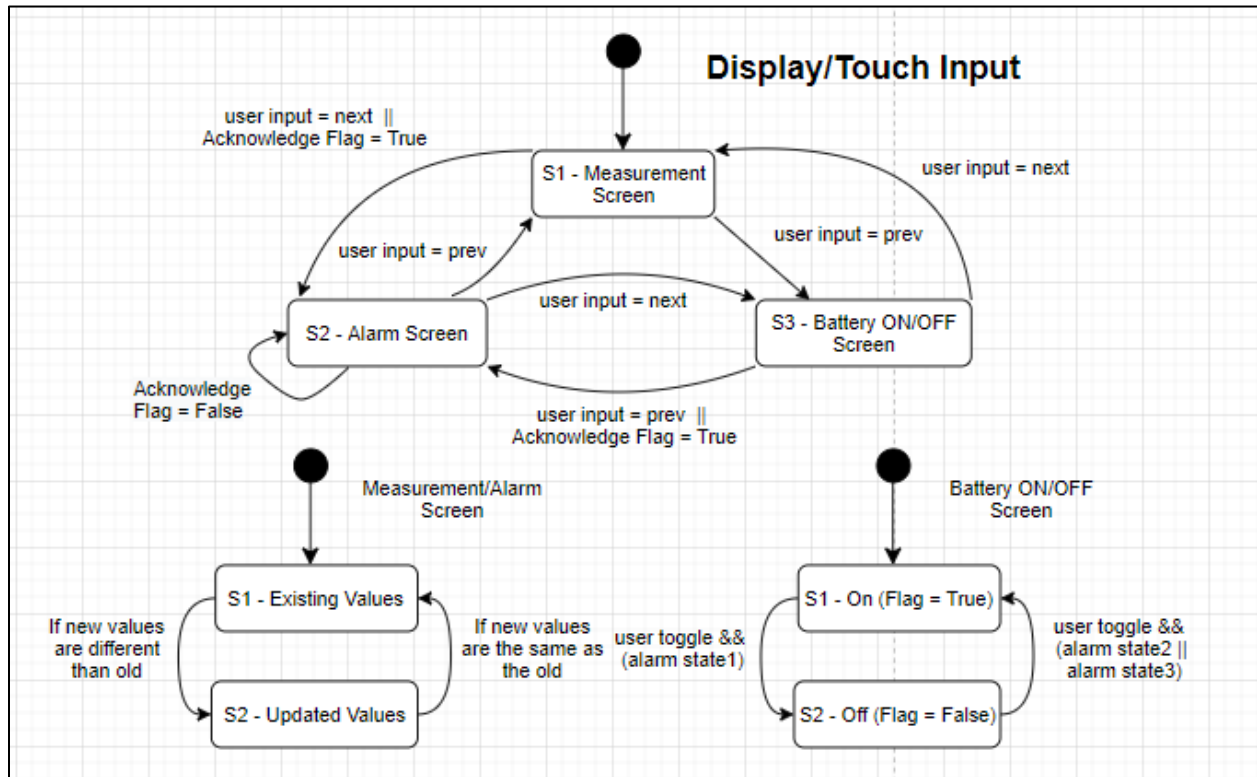 Display/Touch Input
user input = next ||
Acknowledge Flag = True
S1 - Measurement
Screen
user input = next
user input = prev
user input = prev
user input = next
S2 - Alarm Screen
S3 - Battery ON/OFF
Screen
Acknowledge
Flag = False
user input = prev ||
Acknowledge Flag = True
Measurement/Alarm
Screen
Battery ON/OFF
Screen
S1 - Existing Values
If new values
are different
than old
If new values
are the same as
the old
S2 - Updated Values
S1 - On (Flag = True)
user toggle &&
(alarm state1)
user toggle &&
(alarm state2 ||
alarm state3)
S2 - Off (Flag = False)